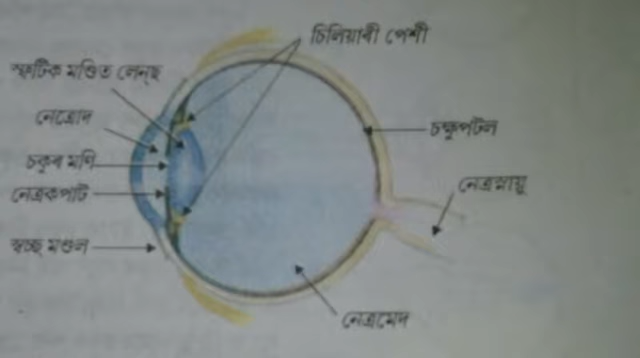 চিলিয়াৰী পেশী
স্ফটিক মণ্ডিত লেন্ছ
নেত্ৰোদ
চকুৰ মণি
নেত্ৰকপাট
স্বচ্ছ মণ্ডল
চক্ষুপটল
নেত্ৰস্নায়ু
নেত্ৰমেদ